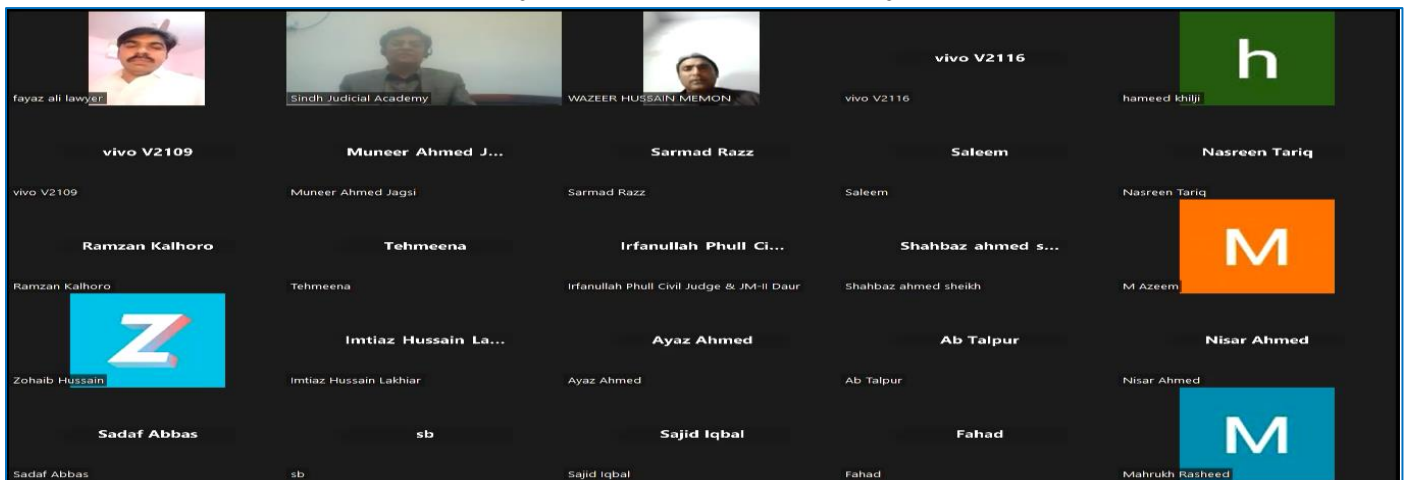 vivo V2116
h
fayaz ali lawyer
Sindh Judicial Academy
WAZEER HUSSAIN MEMON
vivo V2116
hameed khilji
vivo V2109
Muneer Ahmed J...
Sarmad Razz
Saleem
Nasreen Tariq
vivo V2109
Muneer Ahmed Jagsi
Sarmad Razz
Saleem
Nasreen Tariq
Ramzan Kalhoro
Tehmeena
Irfanullah Phull Ci...
Shahbaz ahmed s...
M
Ramzan Kalhoro
Tehmeena
Irfanullah Phull Civil Judge & JM-II Daur
Shahbaz ahmed sheikh
M Azeem
Z
Imtiaz Hussain La...
Ayaz Ahmed
Ab Talpur
Nisar Ahmed
Zohaib Hussain
Imtiaz Hussain Lakhiar
Ayaz Ahmed
Ab Talpur
Nisar Ahmed
Sadaf Abbas
sb
Sajid Iqbal
Fahad
M
Sadaf Abbas
sb
Sajid Iqbal
Fahad
Mahrukh Rasheed